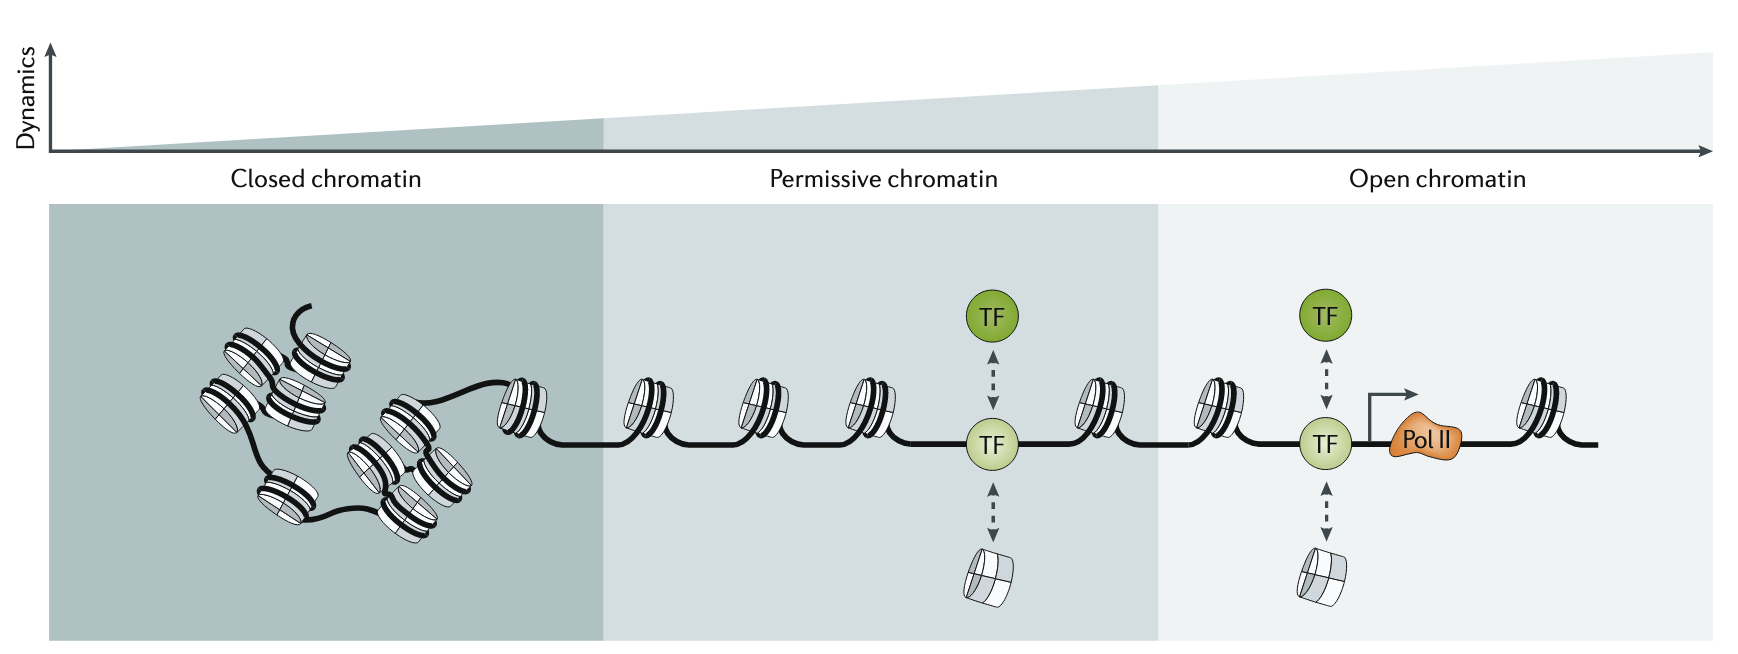 Dynamics
Closed chromatin
Permissive chromatin
Open chromatin
TF
TF
TF
TF
Pol II